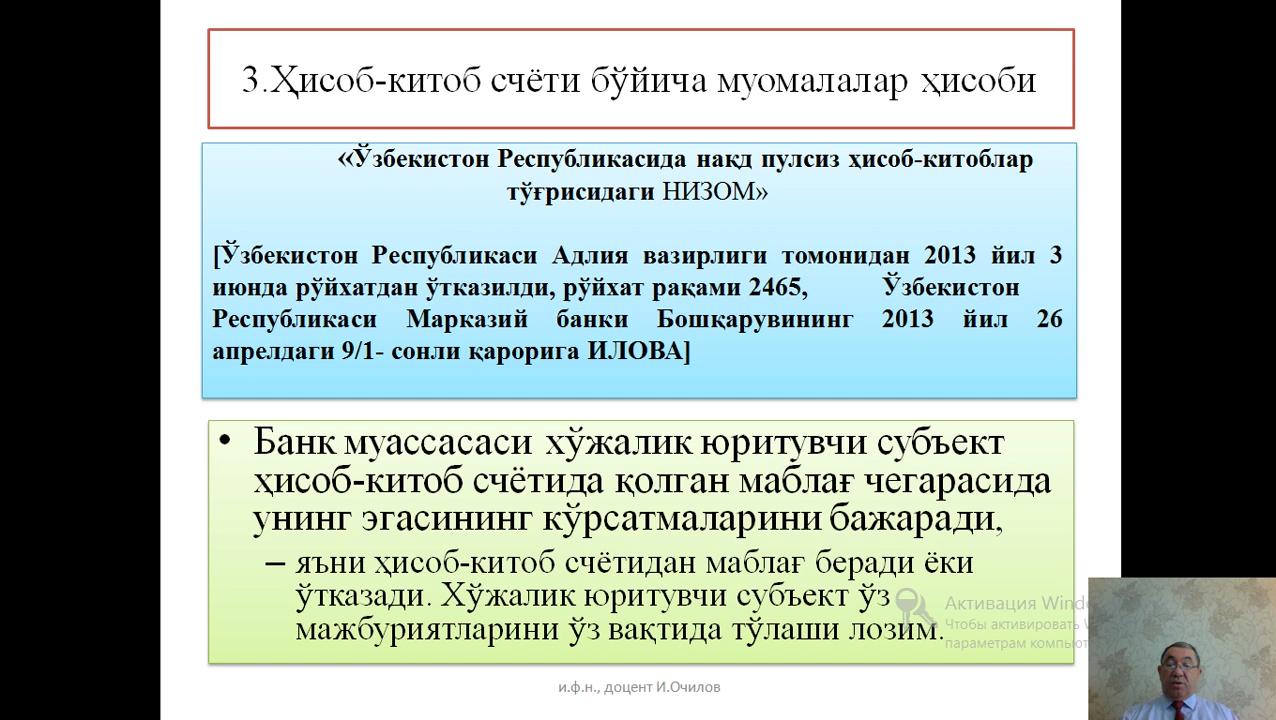 3.Ҳисоб-китоб счёти бўйича муомалалар ҳисоби
«Ўзбекистон Республикасида нақд пулсиз ҳисоб-китоблар
тўғрисидаги НИЗОМ»
[Ўзбекистон Республикаси Адлия вазирлиги томонидан 2013 йил 3
июнда рўйхатдан ўтказилди, рўйхат рақами 2465, Ўзбекистон
Республикаси Марказий банки Бошқарувининг 2013 йил 26
апрелдаги 9/1- сонли қарорига ИЛОВА]
• Банк муассасаси хўжалик юритувчи субъект
ҳисоб-китоб счётида қолган маблағ чегарасида
унинг эгасининг кўрсатмаларини бажаради,
– яъни ҳисоб-китоб счётидан маблағ беради ёки
ўтказади. Хўжалик юритувчи субъект ўз
мажбуриятларини ўз вақтида тўлаши лозим.
Активация
Чтобы активировать
параметрам
и.ф.н., доцент И.Очилов